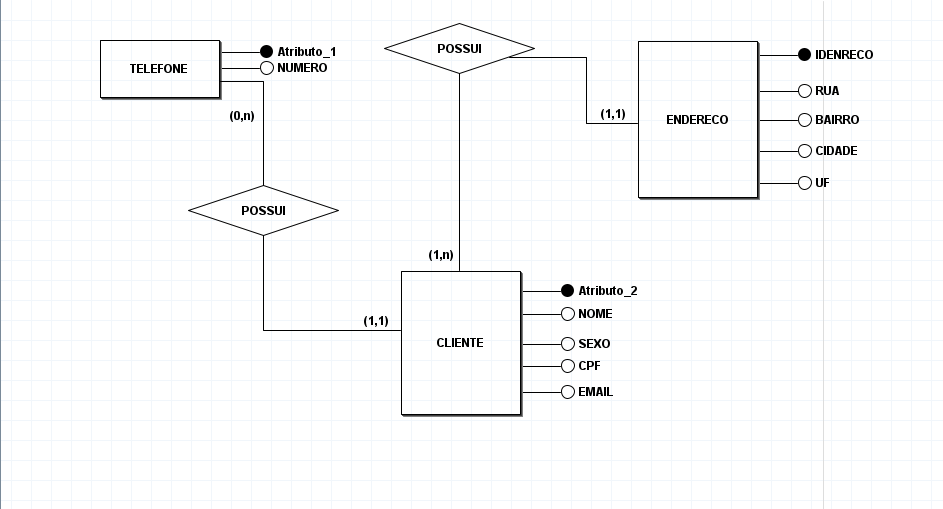 POSSUI
Atributo_1
TELEFONE
NUMERO
IDENRECO
RUA
(0,n)
(1,1)
ENDERECO
BAIRRO
CIDADE
UF
POSSUI
(1,n)
Atributo_2
NOME
(1,1)
CLIENTE
SEXO
CPF
EMAIL